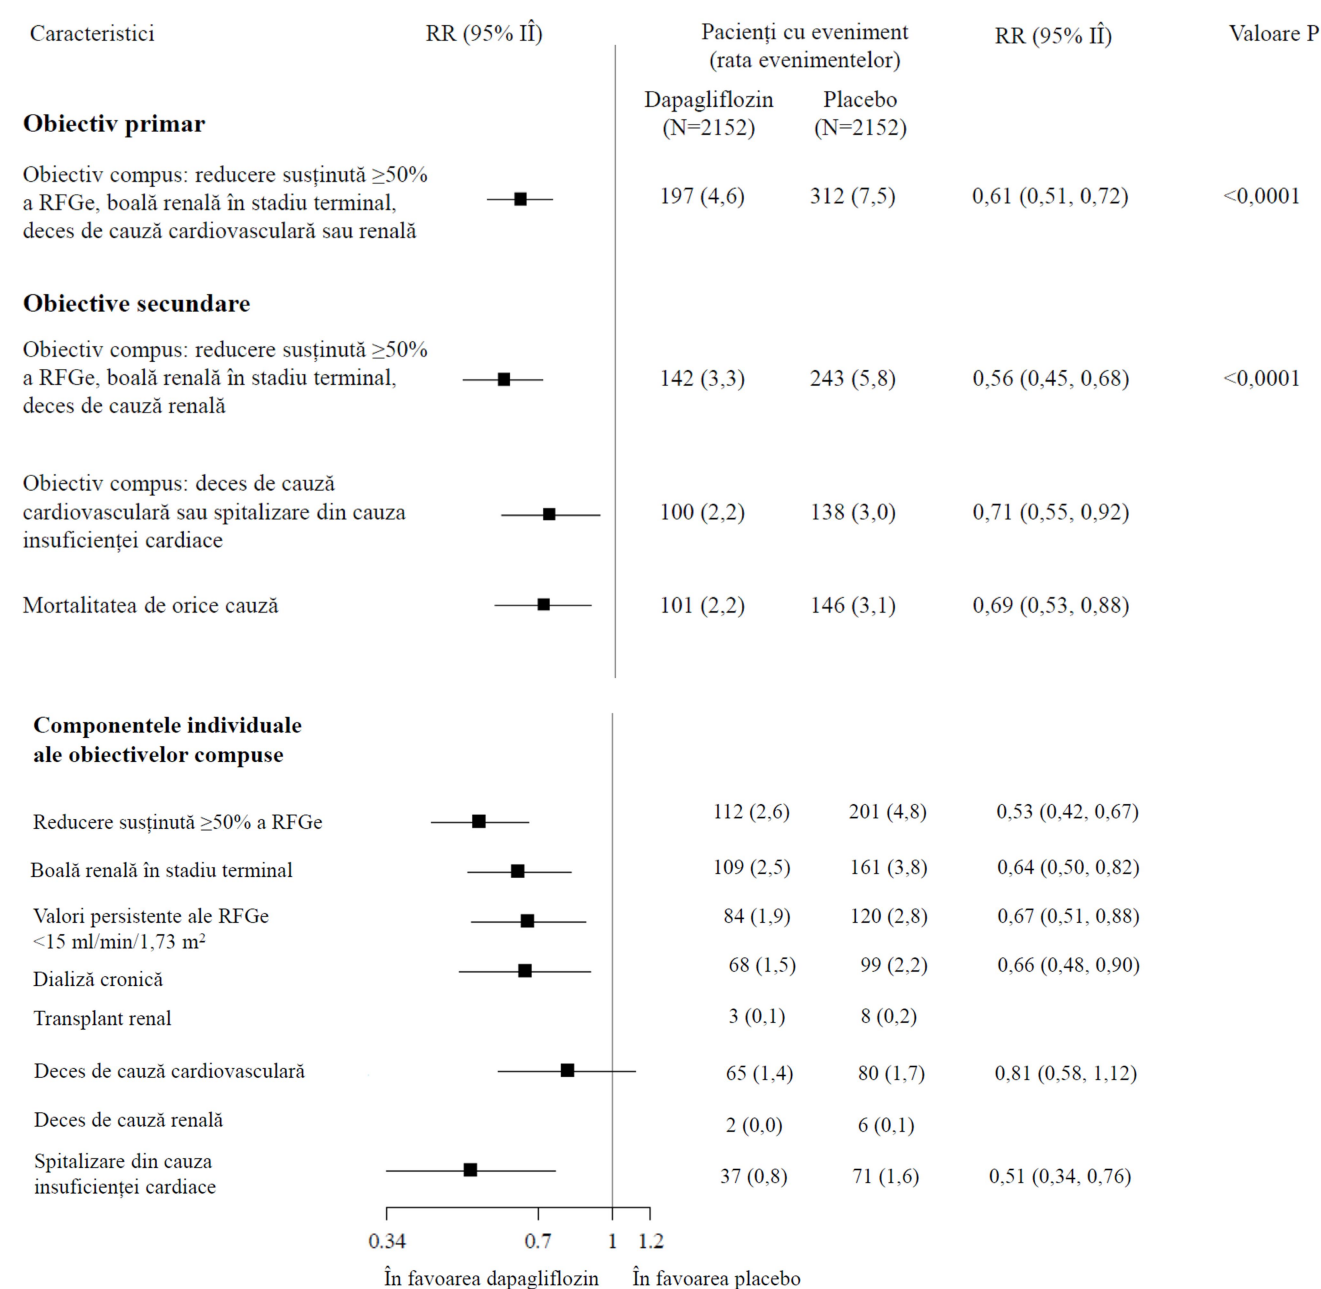 Caracteristici RR (95% IÎ) Pacienți cu eveniment RR (95% IÎ) Valoare P
(rata evenimentelor)
Dapagliflozin Placebo
(N=2152) (N=2152)
Obiectiv primar
Obiectiv compus: reducere susținută ≥50%
a RFGe, boală renală în stadiu terminal, 197 (4,6) 312 (7,5) 0,61 (0,51, 0,72) <0,0001
deces de cauză cardiovasculară sau renală
Obiective secundare
Obiectiv compus: reducere susținută ≥50%
a RFGe, boală renală în stadiu terminal, 142 (3,3) 243 (5,8) 0,56 (0,45, 0,68) <0,0001
deces de cauză renală
Obiectiv compus: deces de cauză
cardiovasculară sau spitalizare din cauza 100 (2,2) 138 (3,0) 0,71 (0,55, 0,92)
insuficienței cardiace
Mortalitatea de orice cauză 101 (2,2) 146 (3,1) 0,69 (0,53, 0,88)
Componentele individuale
ale obiectivelor compuse
Reducere susținută ≥50% a RFGe 112 (2,6) 201 (4,8) 0,53 (0,42, 0,67)
Boală renală în stadiu terminal 109 (2,5) 161 (3,8) 0,64 (0,50, 0,82)
Valori persistente ale RFGe 84 (1,9) 120 (2,8) 0,67 (0,51, 0,88)
<15 ml/min/1,73 m²
Dializă cronică 68 (1,5) 99 (2,2) 0,66 (0,48, 0,90)
Transplant renal 3 (0,1) 8 (0,2)
Deces de cauză cardiovasculară 65 (1,4) 80 (1,7) 0,81 (0,58, 1,12)
Deces de cauză renală 2 (0,0) 6 (0,1)
Spitalizare din cauza
insuficienței cardiace 37 (0,8) 71 (1,6) 0,51 (0,34, 0,76)
0.34 0.7 1 1.2
În favoarea dapagliflozin În favoarea placebo